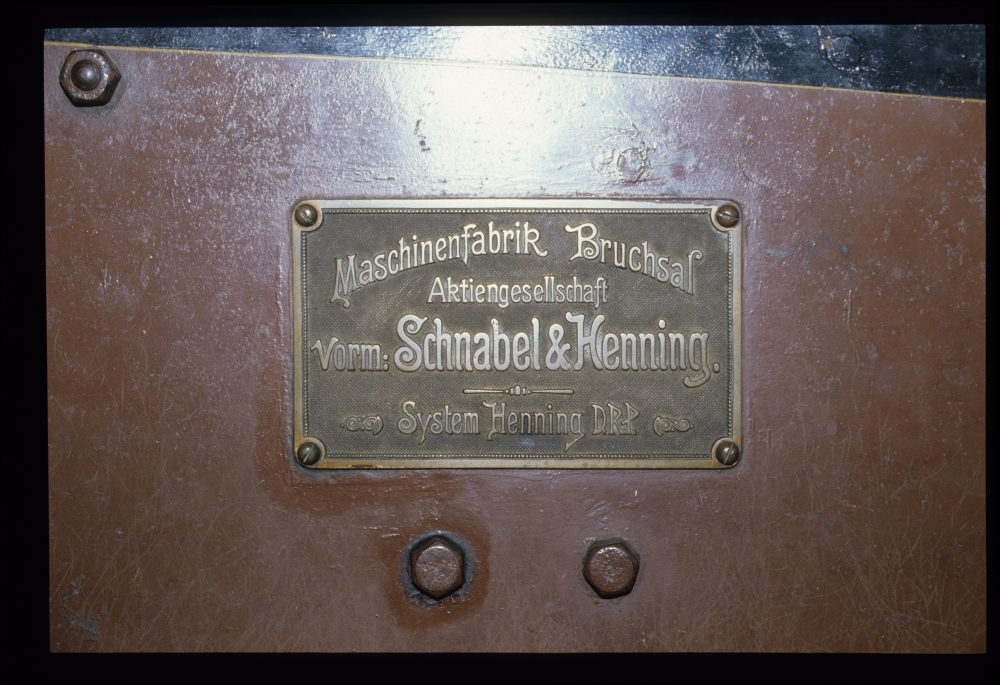 Maschinenfabrik Bruchsal
Aktiengesellschaft
Vorm: Schnabel & Henning.
System Henning D.R.P.